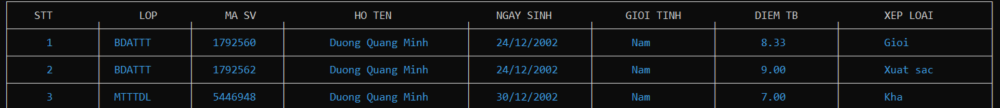 STT LOP MA SV HO TEN NGAY SINH GIOI TINH DIEM TB XEP LOAI
1 BDATTT 1792560 Duong Quang Minh 24/12/2002 Nam 8.33 Gioi
2 BDATTT 1792562 Duong Quang Minh 24/12/2002 Nam 9.00 Xuat sac
3 MTTTDL 5446948 Duong Quang Minh 30/12/2002 Nam 7.00 Kha